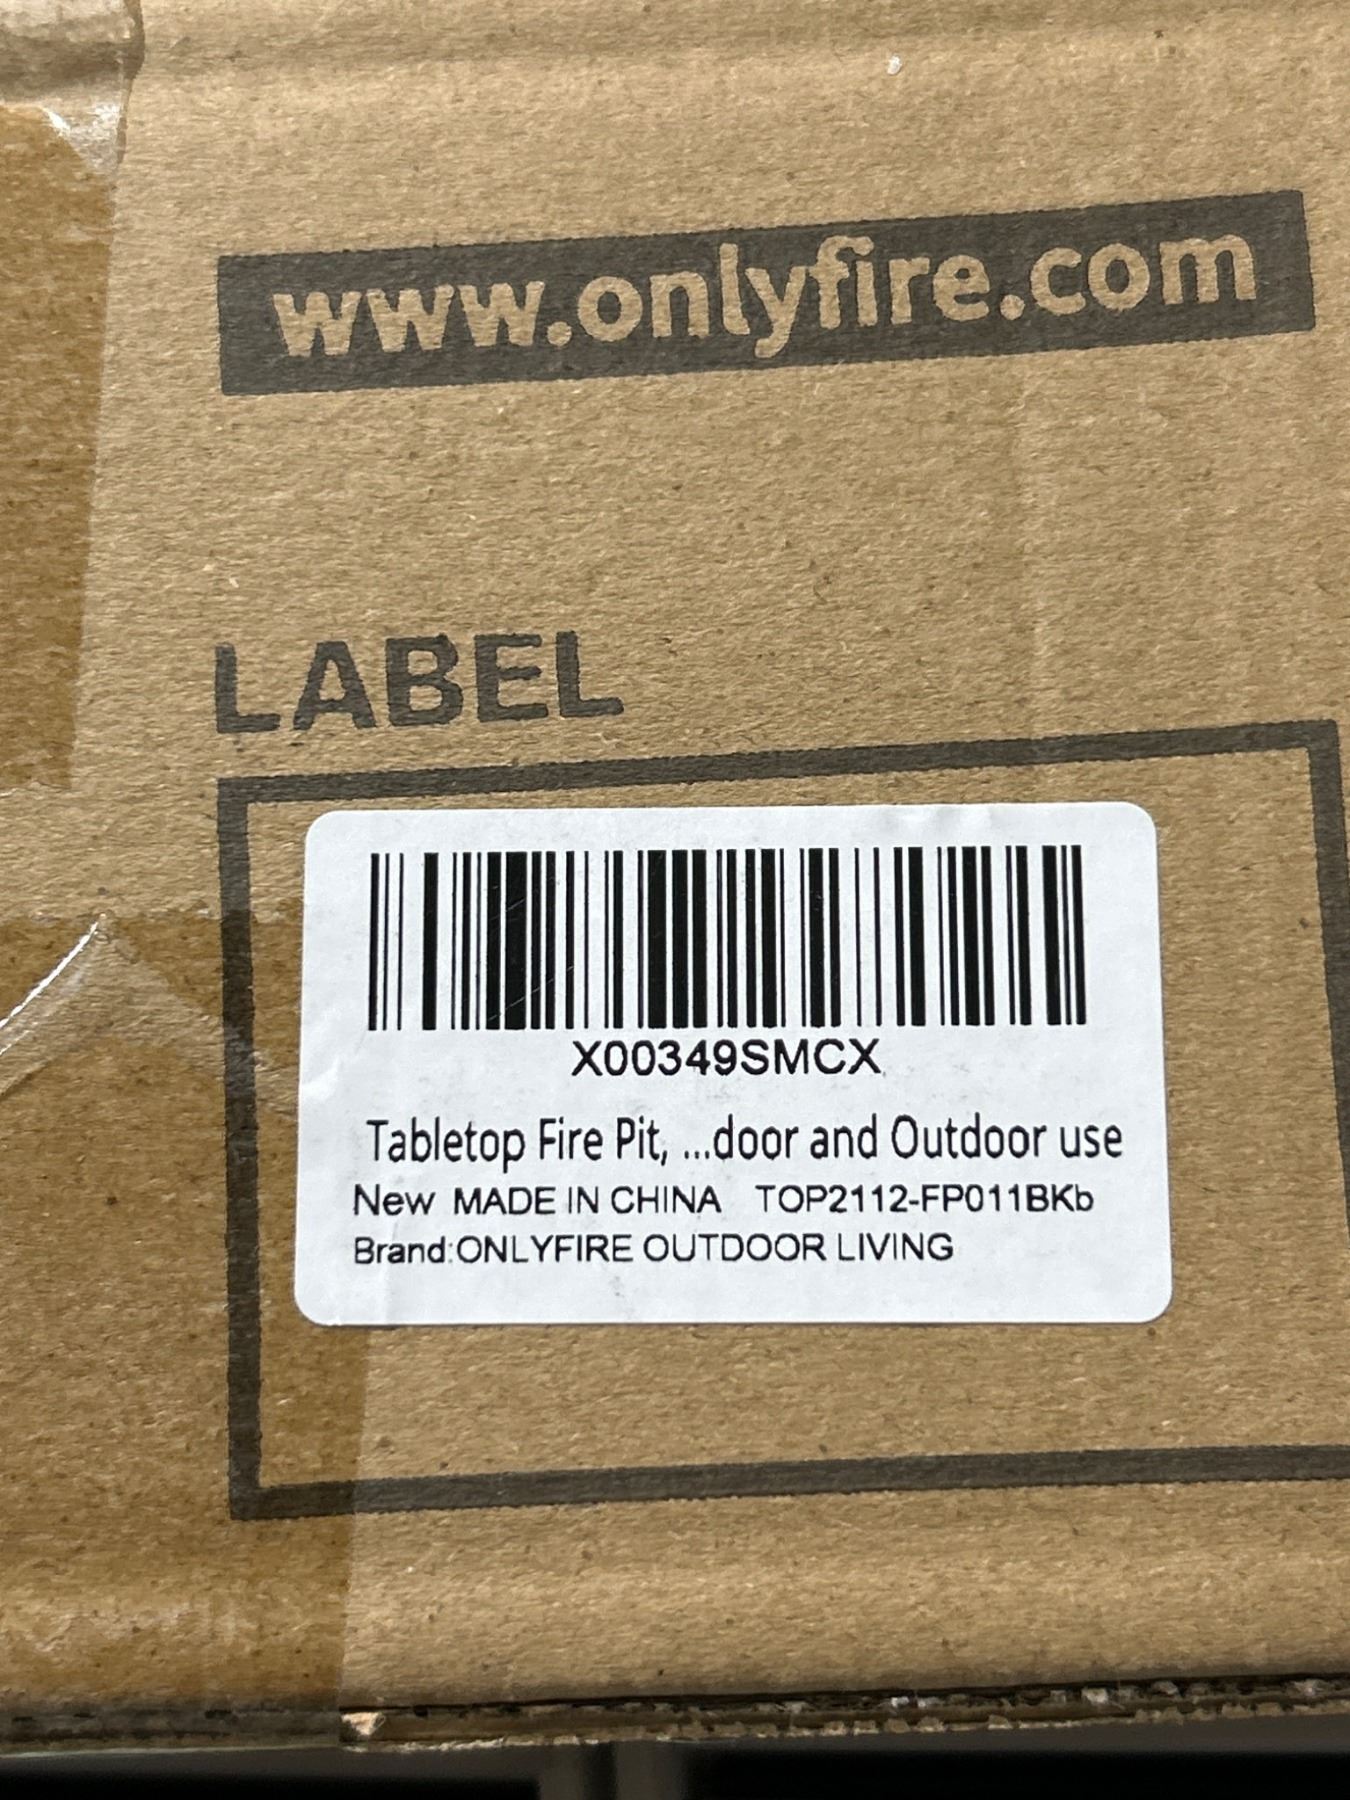 www.onlyfire.com
LABEL
X00349SMCX
Tabletop Fire Pit, ...door and Outdoor use
New MADE IN CHINA TOP2112-FP011BKb
Brand:ONLYFIRE OUTDOOR LIVING